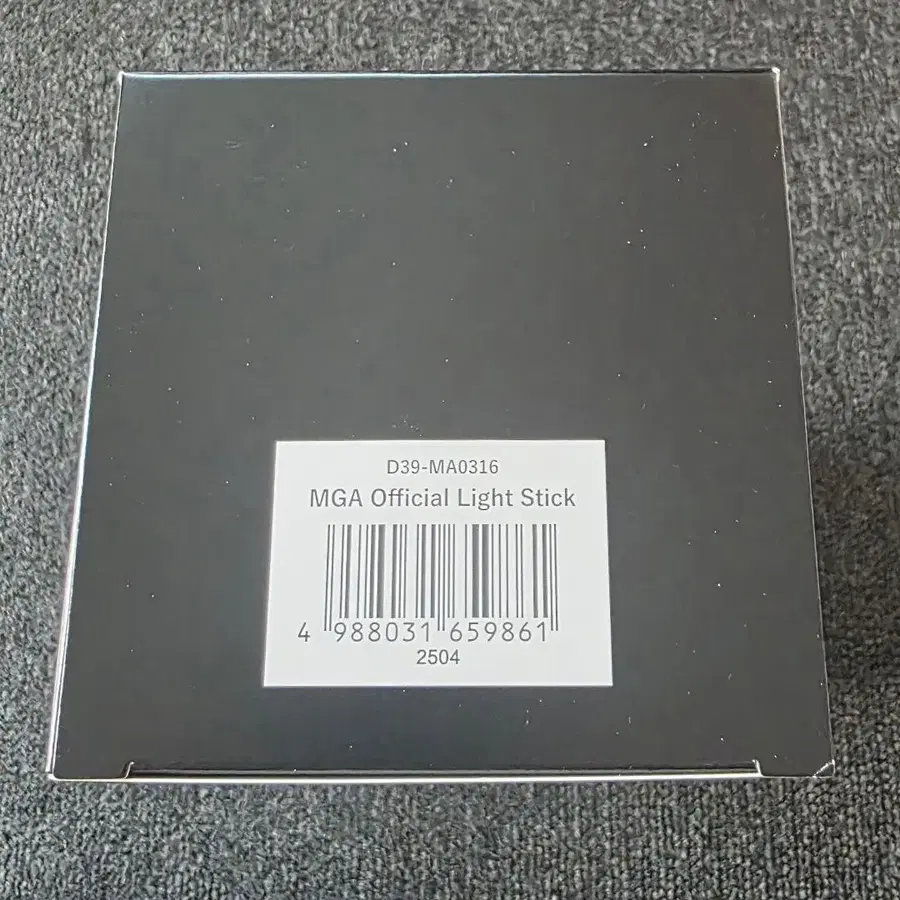 D39-MA0316
MGA Official Light Stick
4 988031 659861
2504